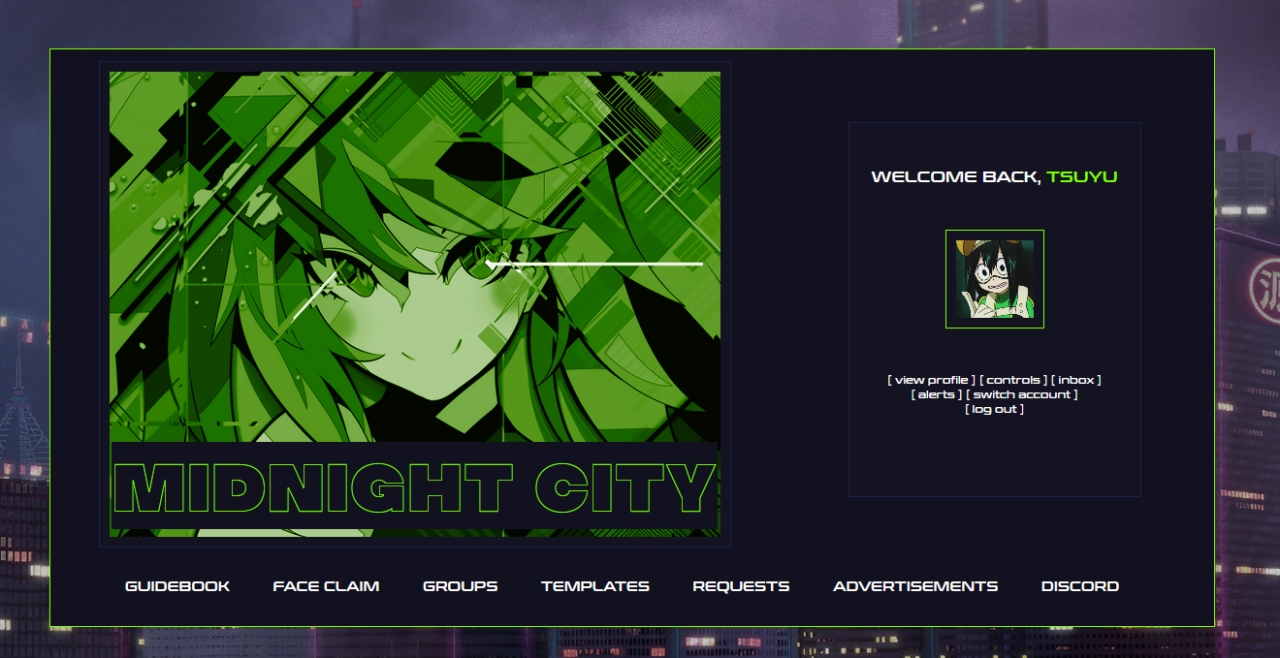 WELCOME BACK, TSUYU
[ view profile ] [ controls ] [ inbox ]
[ alerts ] [ switch account ]
[ log out ]
MIDNIGHT CITY
GUIDEBOOK FACE CLAIM GROUPS TEMPLATES REQUESTS ADVERTISEMENTS DISCORD